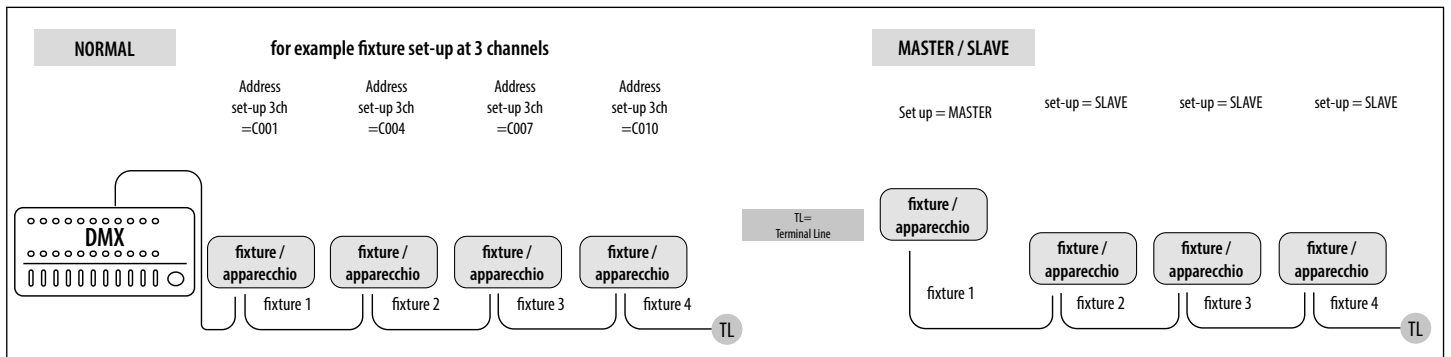 NORMAL
for example fixture set-up at 3 channels
Address
set-up 3ch
=C001
Address
set-up 3ch
=C004
Address
set-up 3ch
=C007
Address
set-up 3ch
=C010
DMX
fixture /
apparecchio
fixture /
apparecchio
fixture /
apparecchio
fixture /
apparecchio
fixture 1
fixture 2
fixture 3
fixture 4
TL
TL=
Terminal Line
MASTER / SLAVE
Set up = MASTER
set-up = SLAVE
set-up = SLAVE
set-up = SLAVE
fixture /
apparecchio
fixture /
apparecchio
fixture /
apparecchio
fixture /
apparecchio
fixture 1
fixture 2
fixture 3
fixture 4
TL